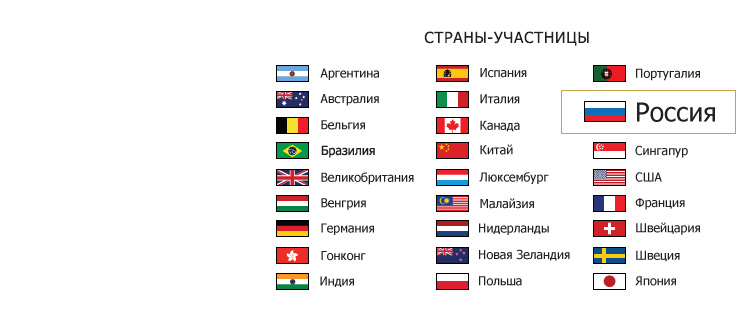 СТРАНЫ-УЧАСТНИЦЫ
Аргентина
Австралия
Бельгия
Бразилия
Великобритания
Венгрия
Германия
Гонконг
Индия
Испания
Италия
Канада
Китай
Люксембург
Малайзия
Нидерланды
Новая Зеландия
Польша
Португалия
Россия
Сингапур
США
Франция
Швейцария
Швеция
Япония